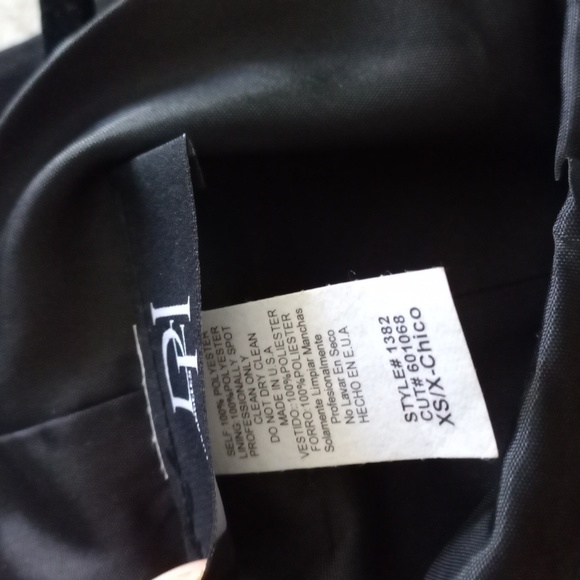 LPI
SELF:100% POLYESTER
LINING:100%POLYESTER
PROFESSIONALLY SPOT
CLEAN ONLY
DO NOT DRY CLEAN
MADE IN U.S.A
VESTIDO:100%POLIESTER
FORRO:100%POLIESTER
Solamente Limpiar Manchas
Profesionalmente
No Lavar En Seco
HECHO EN E.U.A
STYLE# 1382
CUT# 601068
XS/X-Chico